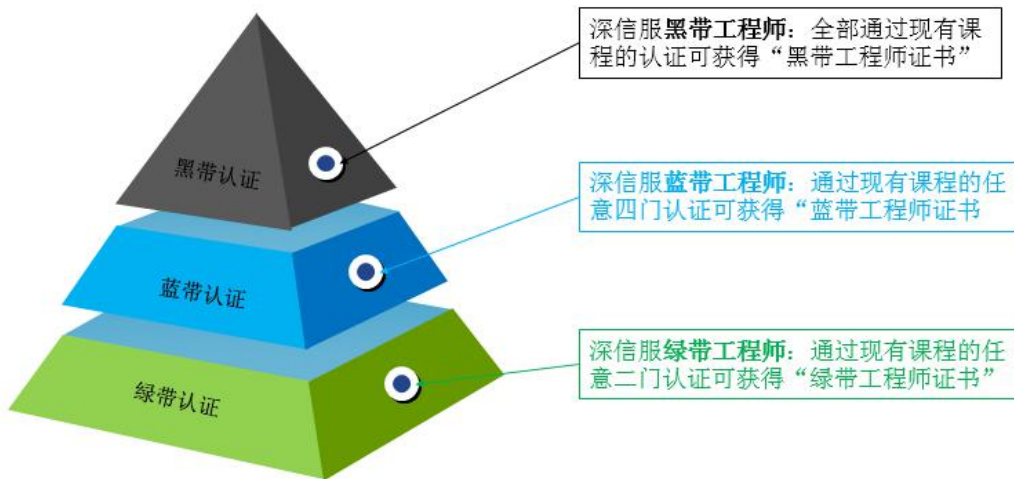 深信服黑带工程师：全部通过现有课
程的认证可获得“黑带工程师证书”
黑带认证
深信服蓝带工程师：通过现有课程的任
意四门认证可获得“蓝带工程师证书
蓝带认证
深信服绿带工程师：通过现有课程的任
意二门认证可获得“绿带工程师证书”
绿带认证